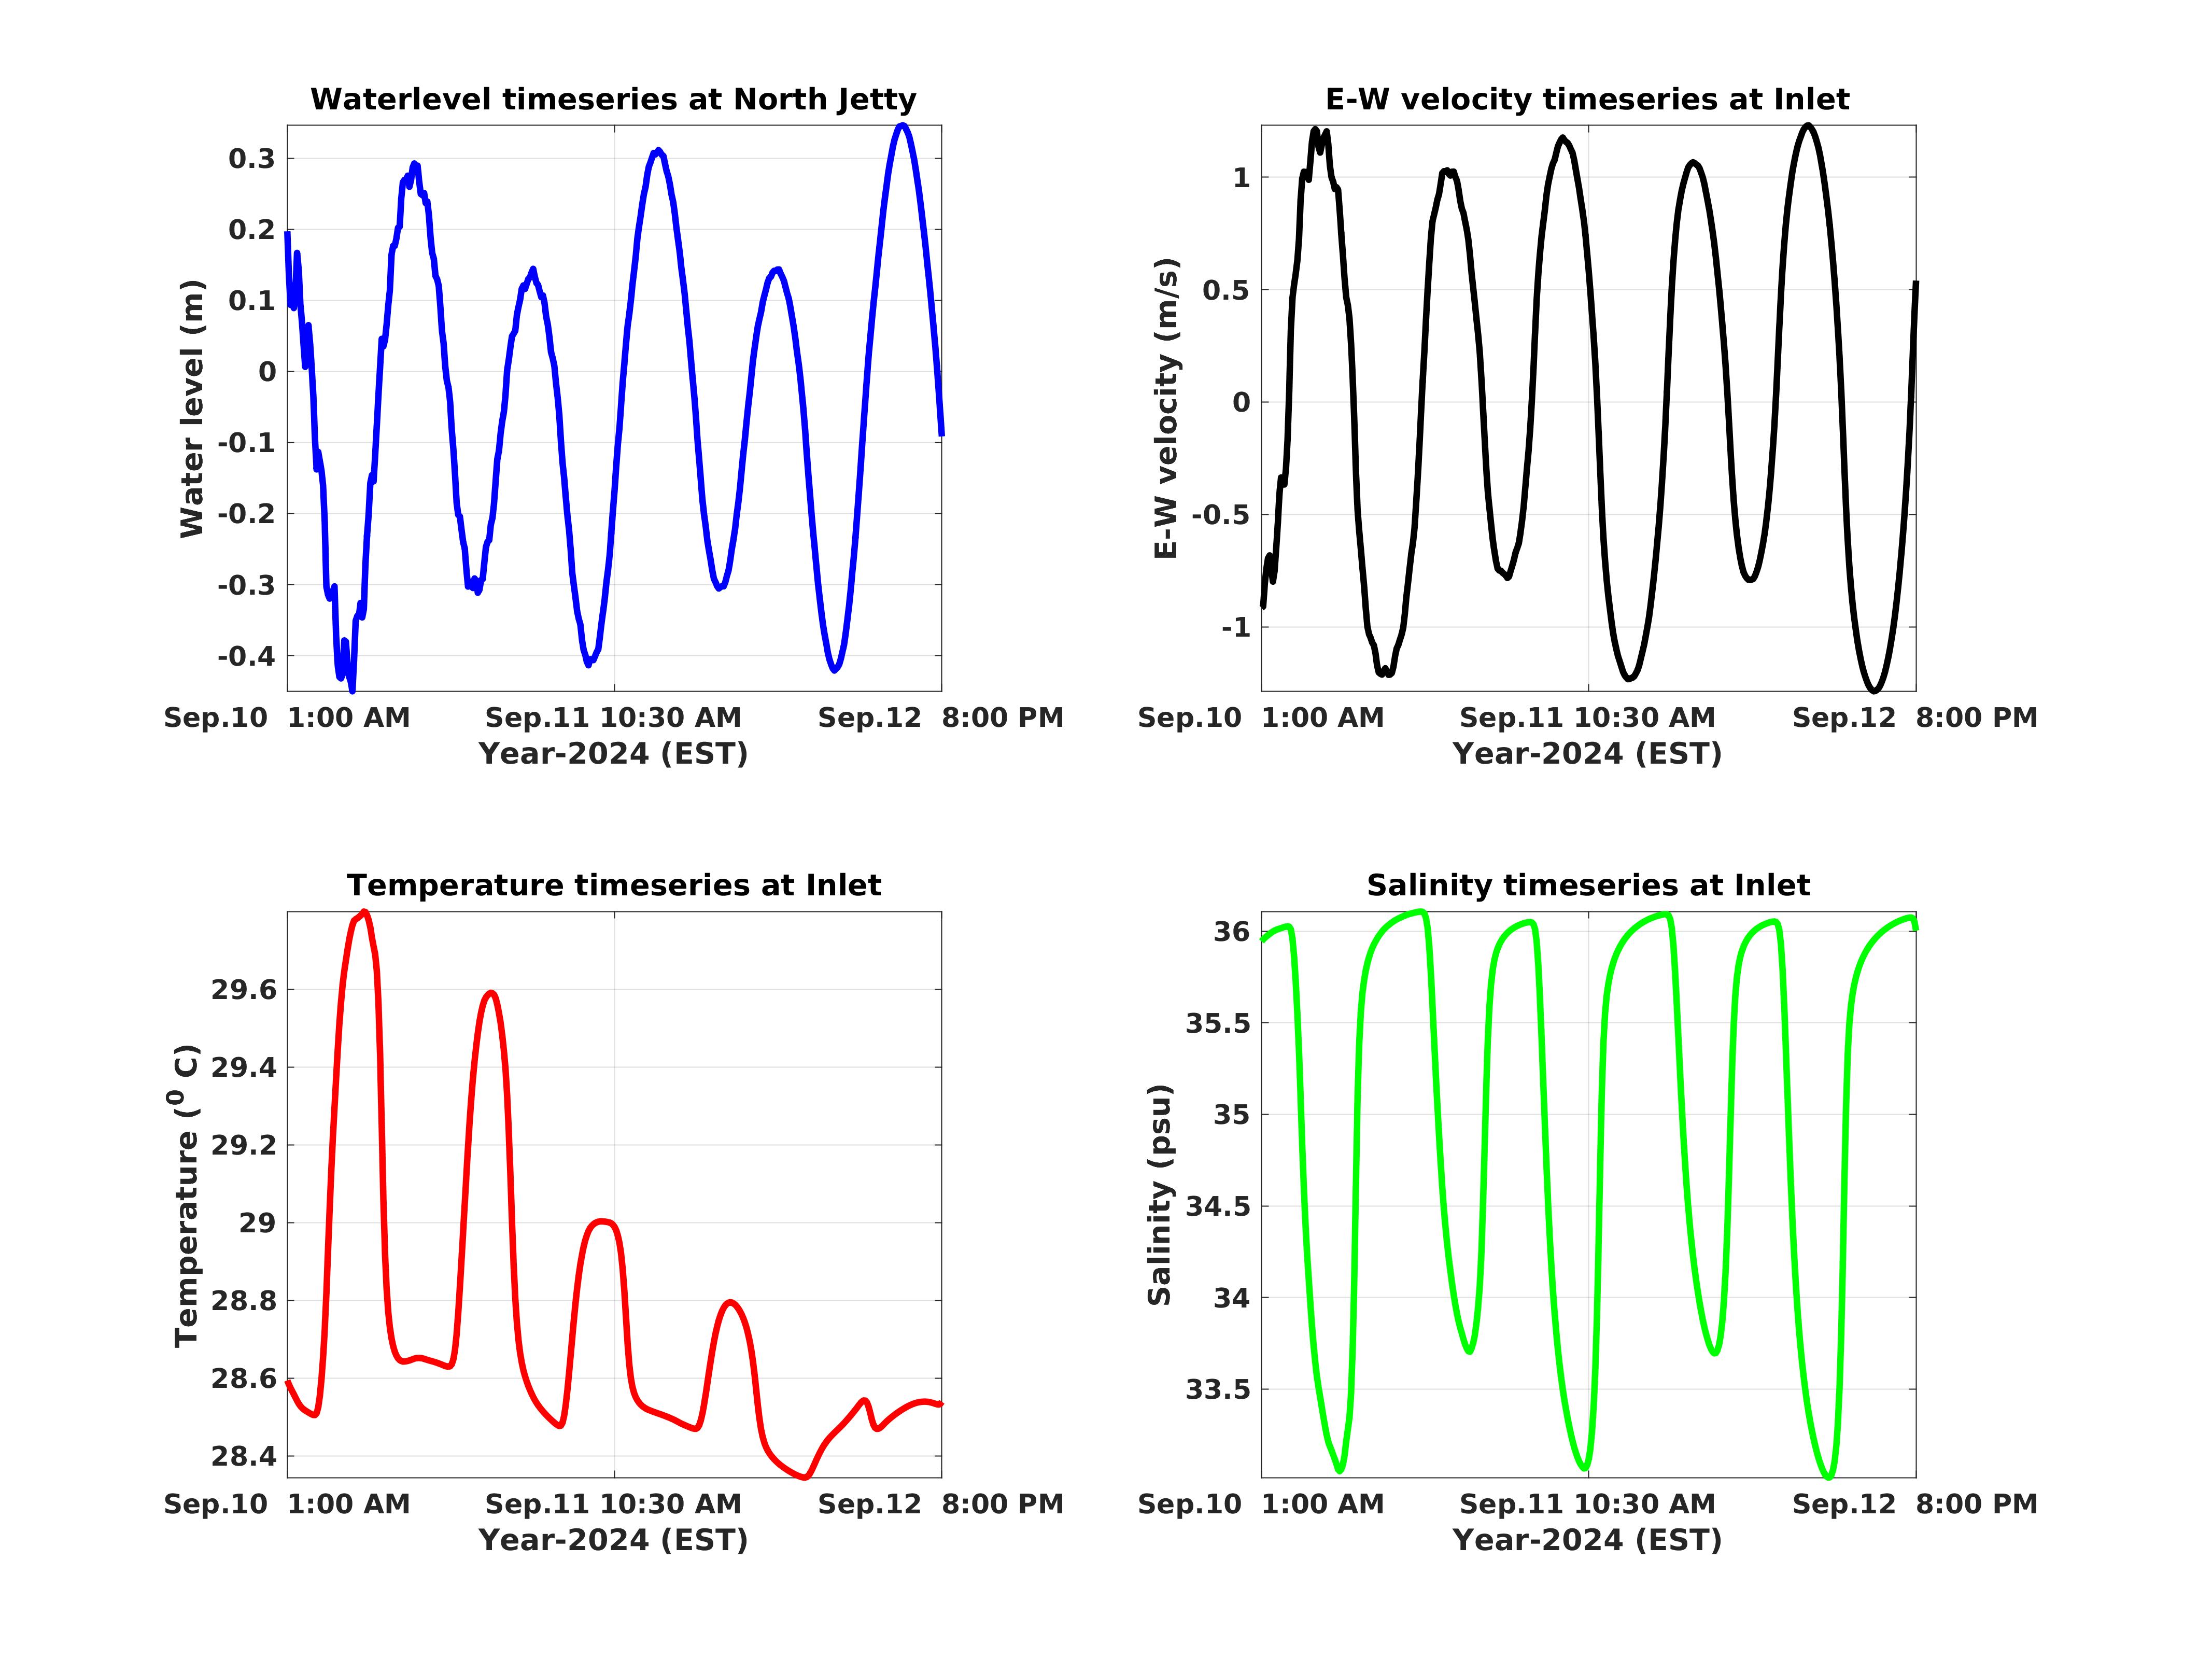 Waterlevel timeseries at North Jetty
0.3
0.2
0.1
0
-0.1
-0.2
-0.3
-0.4
Water level (m)
Sep.10 1:00 AM Sep.11 10:30 AM Sep.12 8:00 PM
Year-2024 (EST)
E-W velocity timeseries at Inlet
1
0.5
0
-0.5
-1
E-W velocity (m/s)
Sep.10 1:00 AM Sep.11 10:30 AM Sep.12 8:00 PM
Year-2024 (EST)
Temperature timeseries at Inlet
29.6
29.4
29.2
29
28.8
28.6
28.4
Temperature (⁰ C)
Sep.10 1:00 AM Sep.11 10:30 AM Sep.12 8:00 PM
Year-2024 (EST)
Salinity timeseries at Inlet
36
35.5
35
34.5
34
33.5
Salinity (psu)
Sep.10 1:00 AM Sep.11 10:30 AM Sep.12 8:00 PM
Year-2024 (EST)